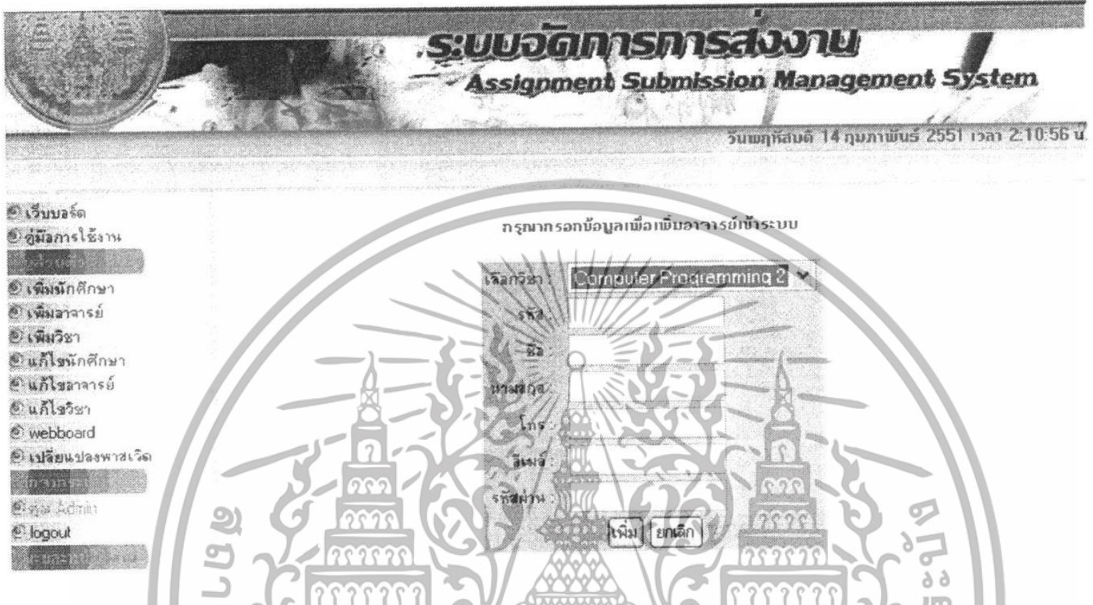 ระบบจัดการการส่งงาน
Assignment Submission Management System
วันพฤหัสบดี 14 กุมภาพันธ์ 2551 เวลา 2:10:56 น
เว็บบอร์ด
คู่มือการใช้งาน
เพิ่มนักศึกษา
เพิ่มอาจารย์
เพิ่มวิชา
แก้ไขนักศึกษา
แก้ไขอาจารย์
แก้ไขวิชา
webboard
เปลี่ยนแปลงพาสเวิด
คุณ Admin
logout
กรุณากรอกข้อมูลเพื่อเพิ่มอาจารย์เข้าระบบ
เลือกวิชา : Computer Programming 2
รหัส :
ชื่อ :
นามสกุล :
โทร :
อีเมล์ :
รหัสผ่าน :
เพิ่ม ยกเลิก